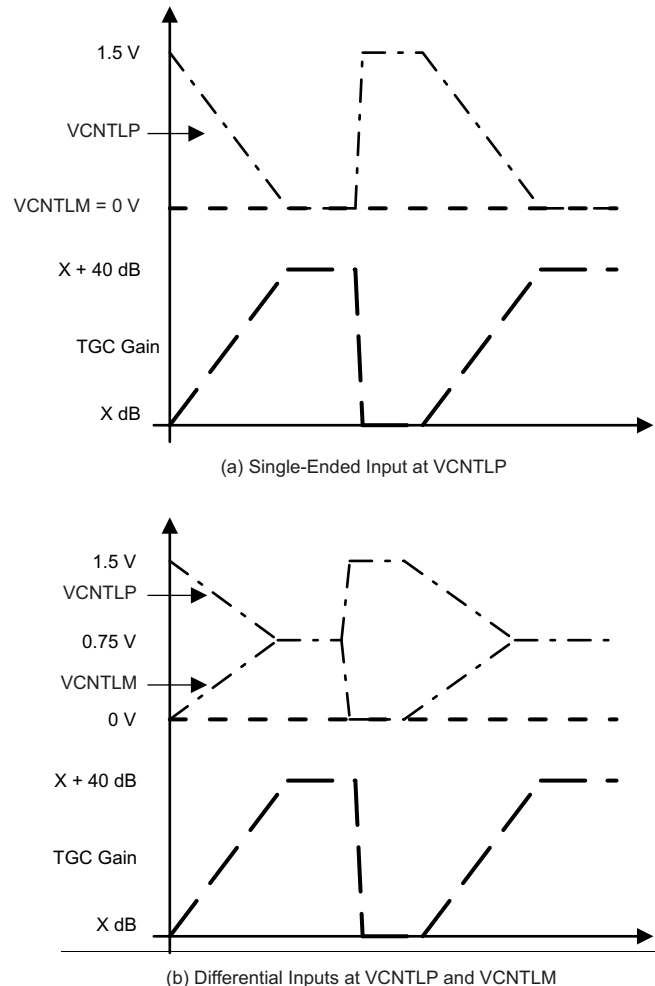 1.5 V
VCNTLP
VCNTLM = 0 V
X + 40 dB
TGC Gain
X dB
(a) Single-Ended Input at VCNTLP
1.5 V
VCNTLP
0.75 V
VCNTLM
0 V
X + 40 dB
TGC Gain
X dB
(b) Differential Inputs at VCNTLP and VCNTLM